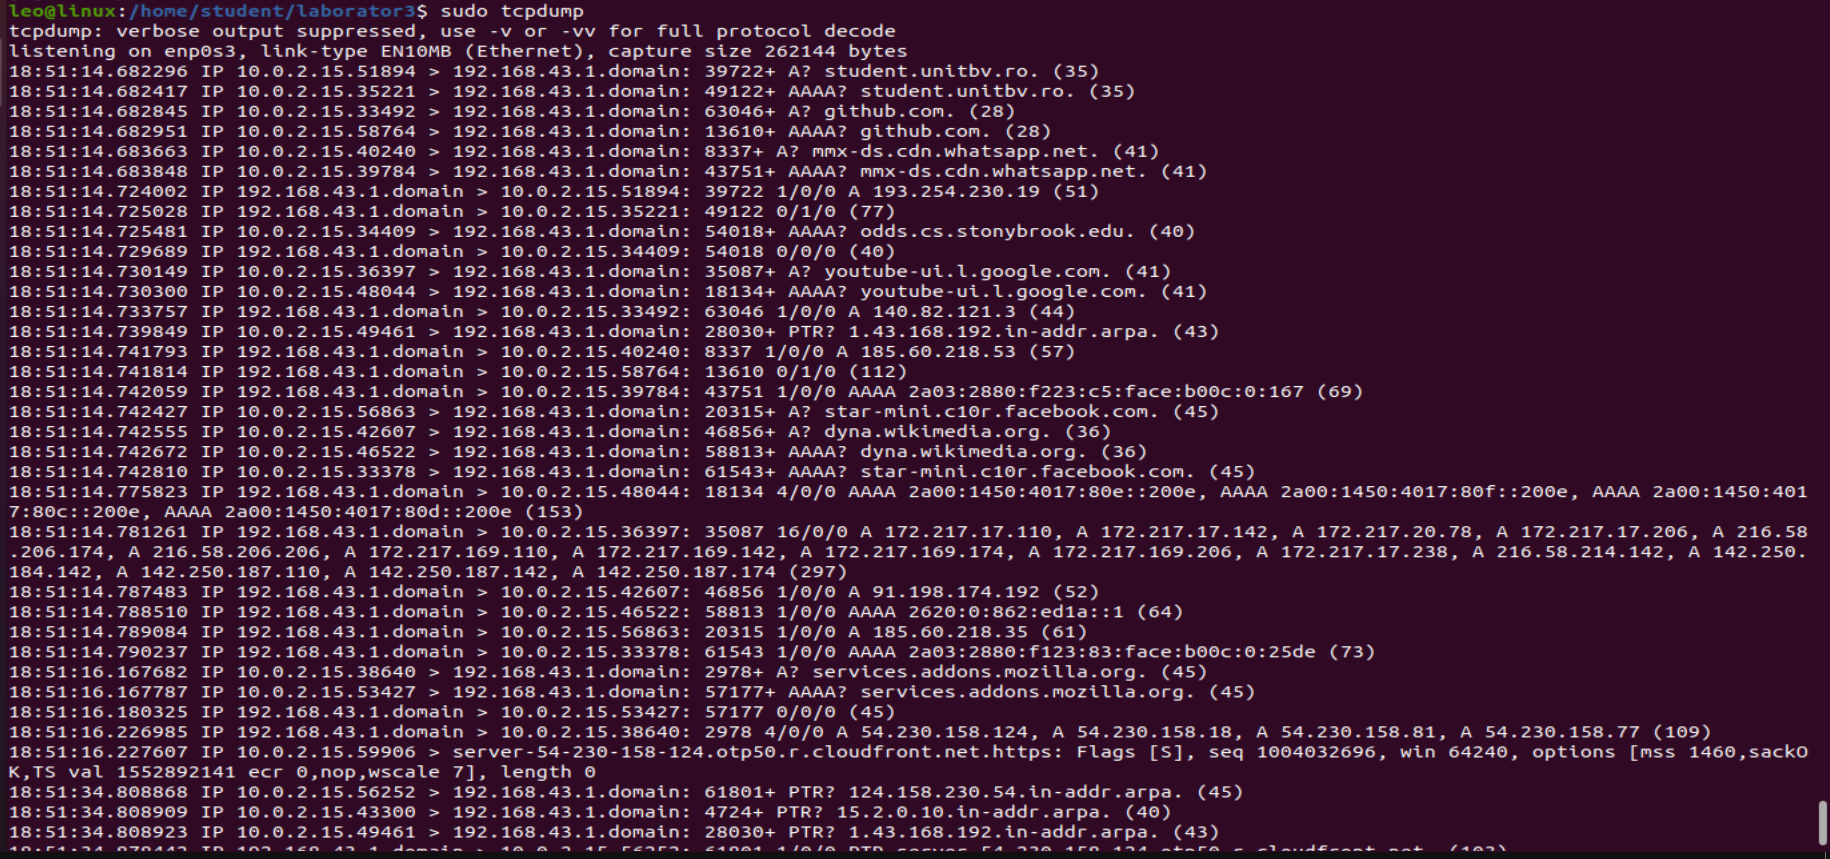 leo@linux:/home/student/laborator3$ sudo tcpdump
tcpdump: verbose output suppressed, use -v or -vv for full protocol decode
listening on enp0s3, link-type EN10MB (Ethernet), capture size 262144 bytes
18:51:14.682296 IP 10.0.2.15.51894 > 192.168.43.1.domain: 39722+ A? student.unitbv.ro. (35)
18:51:14.682417 IP 10.0.2.15.35221 > 192.168.43.1.domain: 49122+ AAAA? student.unitbv.ro. (35)
18:51:14.682845 IP 10.0.2.15.33492 > 192.168.43.1.domain: 63046+ A? github.com. (28)
18:51:14.682951 IP 10.0.2.15.58764 > 192.168.43.1.domain: 13610+ AAAA? github.com. (28)
18:51:14.683663 IP 10.0.2.15.40240 > 192.168.43.1.domain: 8337+ A? mmx-ds.cdn.whatsapp.net. (41)
18:51:14.683848 IP 10.0.2.15.39784 > 192.168.43.1.domain: 43751+ AAAA? mmx-ds.cdn.whatsapp.net. (41)
18:51:14.724002 IP 192.168.43.1.domain > 10.0.2.15.51894: 39722 1/0/0 A 193.254.230.19 (51)
18:51:14.725028 IP 192.168.43.1.domain > 10.0.2.15.35221: 49122 0/1/0 (77)
18:51:14.725481 IP 10.0.2.15.34409 > 192.168.43.1.domain: 54018+ AAAA? odds.cs.stonybrook.edu. (40)
18:51:14.729689 IP 192.168.43.1.domain > 10.0.2.15.34409: 54018 0/0/0 (40)
18:51:14.730149 IP 10.0.2.15.36397 > 192.168.43.1.domain: 35087+ A? youtube-ui.l.google.com. (41)
18:51:14.730300 IP 10.0.2.15.48044 > 192.168.43.1.domain: 18134+ AAAA? youtube-ui.l.google.com. (41)
18:51:14.733757 IP 192.168.43.1.domain > 10.0.2.15.33492: 63046 1/0/0 A 140.82.121.3 (44)
18:51:14.739849 IP 10.0.2.15.49461 > 192.168.43.1.domain: 28030+ PTR? 1.43.168.192.in-addr.arpa. (43)
18:51:14.741793 IP 192.168.43.1.domain > 10.0.2.15.40240: 8337 1/0/0 A 185.60.218.53 (57)
18:51:14.741814 IP 192.168.43.1.domain > 10.0.2.15.58764: 13610 0/1/0 (112)
18:51:14.742059 IP 192.168.43.1.domain > 10.0.2.15.39784: 43751 1/0/0 AAAA 2a03:2880:f223:c5:face:b00c:0:167 (69)
18:51:14.742427 IP 10.0.2.15.56863 > 192.168.43.1.domain: 20315+ A? star-mini.c10r.facebook.com. (45)
18:51:14.742555 IP 10.0.2.15.42607 > 192.168.43.1.domain: 46856+ A? dyna.wikimedia.org. (36)
18:51:14.742672 IP 10.0.2.15.46522 > 192.168.43.1.domain: 58813+ AAAA? dyna.wikimedia.org. (36)
18:51:14.742810 IP 10.0.2.15.33378 > 192.168.43.1.domain: 61543+ AAAA? star-mini.c10r.facebook.com. (45)
18:51:14.775823 IP 192.168.43.1.domain > 10.0.2.15.48044: 18134 4/0/0 AAAA 2a00:1450:4017:80e::200e, AAAA 2a00:1450:4017:80f::200e, AAAA 2a00:1450:401
7:80c::200e, AAAA 2a00:1450:4017:80d::200e (153)
18:51:14.781261 IP 192.168.43.1.domain > 10.0.2.15.36397: 35087 16/0/0 A 172.217.17.110, A 172.217.17.142, A 172.217.20.78, A 172.217.17.206, A 216.58
.206.174, A 216.58.206.206, A 172.217.169.110, A 172.217.169.142, A 172.217.169.174, A 172.217.169.206, A 172.217.17.238, A 216.58.214.142, A 142.250.
184.142, A 142.250.187.110, A 142.250.187.142, A 142.250.187.174 (297)
18:51:14.787483 IP 192.168.43.1.domain > 10.0.2.15.42607: 46856 1/0/0 A 91.198.174.192 (52)
18:51:14.788510 IP 192.168.43.1.domain > 10.0.2.15.46522: 58813 1/0/0 AAAA 2620:0:862:ed1a::1 (64)
18:51:14.789084 IP 192.168.43.1.domain > 10.0.2.15.56863: 20315 1/0/0 A 185.60.218.35 (61)
18:51:14.790237 IP 192.168.43.1.domain > 10.0.2.15.33378: 61543 1/0/0 AAAA 2a03:2880:f123:83:face:b00c:0:25de (73)
18:51:16.167682 IP 10.0.2.15.38640 > 192.168.43.1.domain: 2978+ A? services.addons.mozilla.org. (45)
18:51:16.167787 IP 10.0.2.15.53427 > 192.168.43.1.domain: 57177+ AAAA? services.addons.mozilla.org. (45)
18:51:16.180325 IP 192.168.43.1.domain > 10.0.2.15.53427: 57177 0/0/0 (45)
18:51:16.226985 IP 192.168.43.1.domain > 10.0.2.15.38640: 2978 4/0/0 A 54.230.158.124, A 54.230.158.18, A 54.230.158.81, A 54.230.158.77 (109)
18:51:16.227607 IP 10.0.2.15.59906 > server-54-230-158-124.otp50.r.cloudfront.net.https: Flags [S], seq 1004032696, win 64240, options [mss 1460,sackO
K,TS val 1552892141 ecr 0,nop,wscale 7], length 0
18:51:34.808868 IP 10.0.2.15.56252 > 192.168.43.1.domain: 61801+ PTR? 124.158.230.54.in-addr.arpa. (45)
18:51:34.808909 IP 10.0.2.15.43300 > 192.168.43.1.domain: 4724+ PTR? 15.2.0.10.in-addr.arpa. (40)
18:51:34.808923 IP 10.0.2.15.49461 > 192.168.43.1.domain: 28030+ PTR? 1.43.168.192.in-addr.arpa. (43)